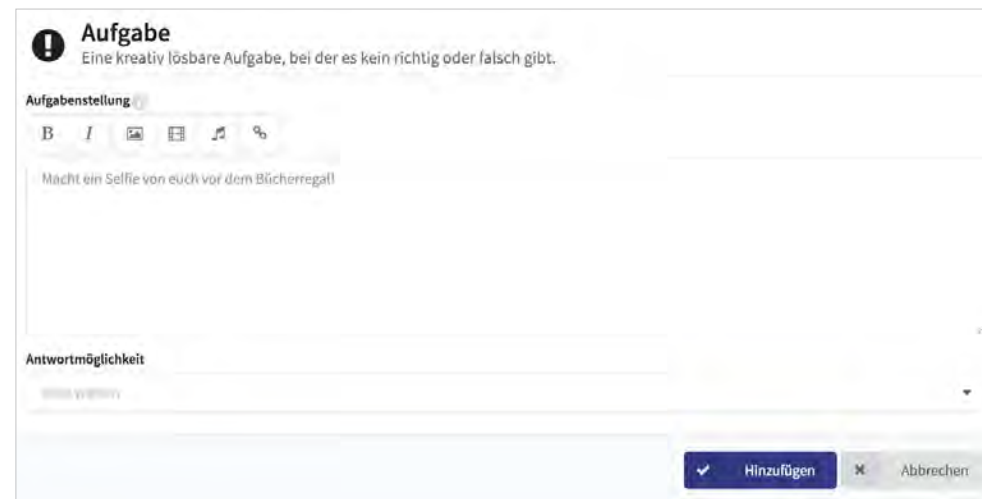 Aufgabe
Eine kreativ lösbare Aufgabe, bei der es kein richtig oder falsch gibt.
Aufgabenstellung
B I
Macht ein Selfie von euch vor dem Bücherregal!
Antwortmöglichkeit
Hinzufügen Abbrechen